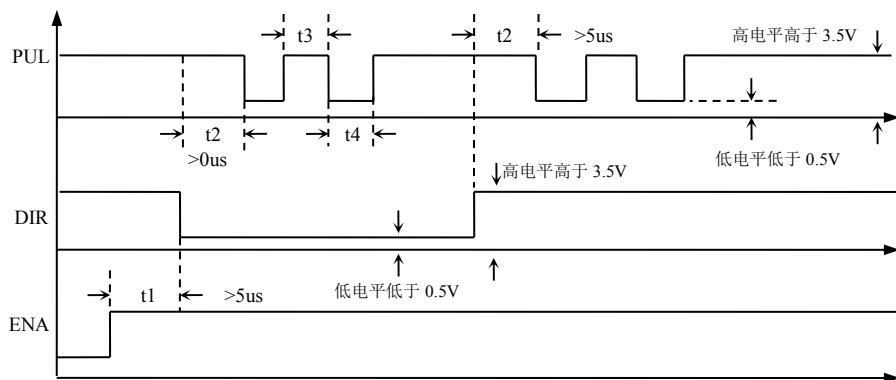 t3
t2
>5us
高电平高于 3.5V
PUL
t2
t4
>0us
低电平低于 0.5V
高电平高于 3.5V
DIR
t1
>5us
低电平低于 0.5V
ENA